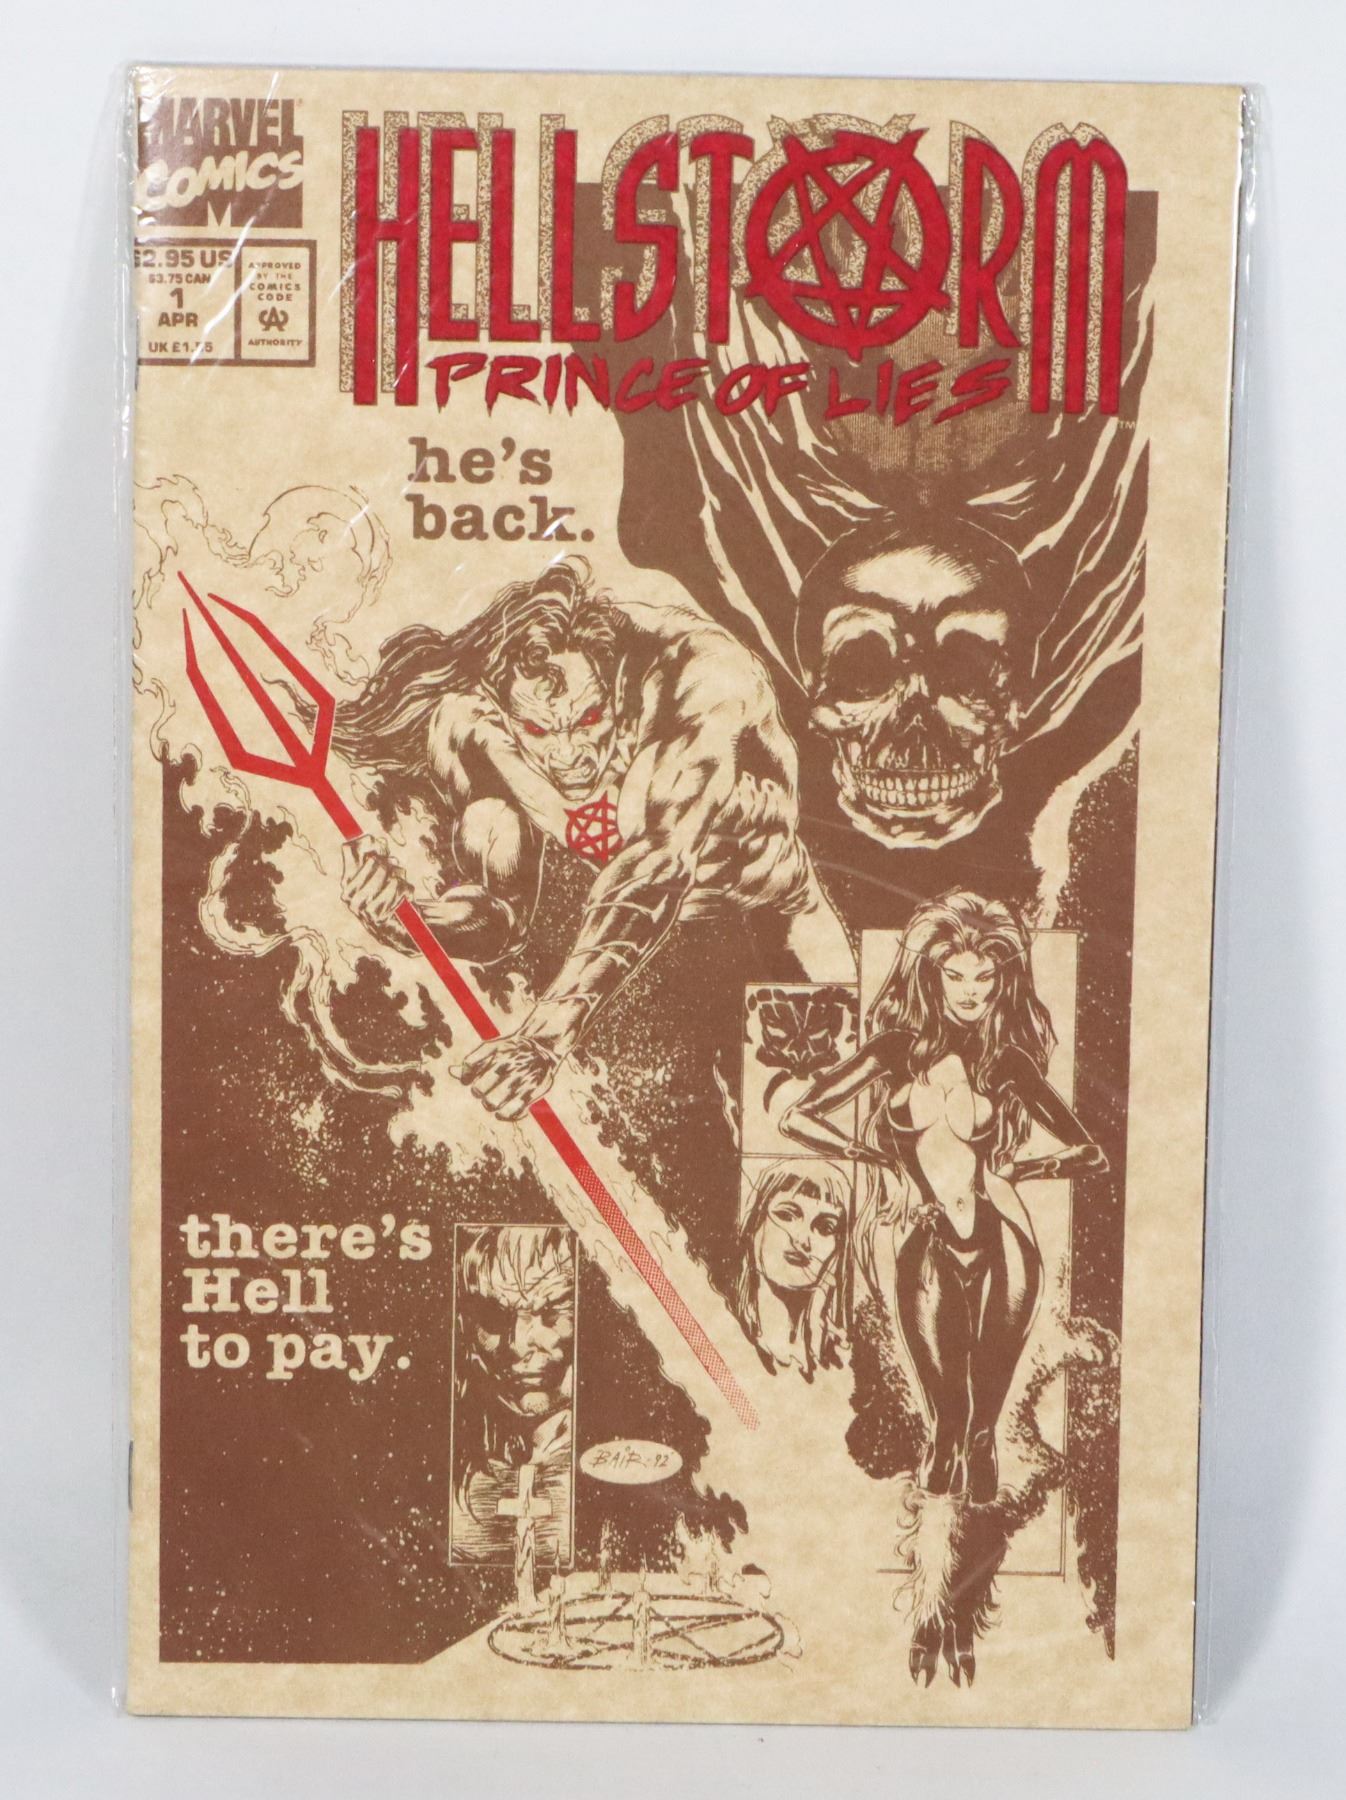 MARVEL
COMICS
M
$2.95 US
$3.75 CAN
1
APR
UK £1.75
APPROVED
BY THE
COMICS
CODE
CA
AUTHORITY
HELLSTORM
PRINCE OF LIES
TM
he's
back.
there's
Hell
to pay.
BAIR-92